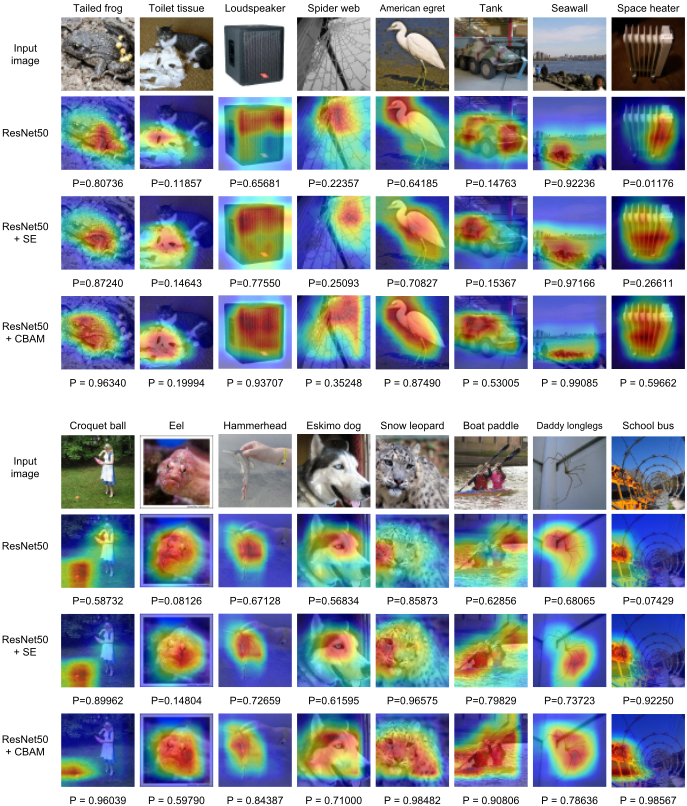 Tailed frog Toilet tissue Loudspeaker Spider web American egret Tank Seawall Space heater
Input
image
ResNet50
P=0.80736 P=0.11857 P=0.65681 P=0.22357 P=0.64185 P=0.14763 P=0.92236 P=0.01176
ResNet50
+ SE
P=0.87240 P=0.14643 P=0.77550 P=0.25093 P=0.70827 P=0.15367 P=0.97166 P=0.26611
ResNet50
+ CBAM
P = 0.96340 P = 0.19994 P = 0.93707 P = 0.35248 P = 0.87490 P = 0.53005 P = 0.99085 P = 0.59662
Croquet ball Eel Hammerhead Eskimo dog Snow leopard Boat paddle Daddy longlegs School bus
Input
image
ResNet50
P=0.58732 P=0.08126 P=0.67128 P=0.56834 P=0.85873 P=0.62856 P=0.68065 P=0.07429
ResNet50
+ SE
P=0.89962 P=0.14804 P=0.72659 P=0.61595 P=0.96575 P=0.79829 P=0.73723 P=0.92250
ResNet50
+ CBAM
P = 0.96039 P = 0.59790 P = 0.84387 P = 0.71000 P = 0.98482 P = 0.90806 P = 0.78636 P = 0.98567